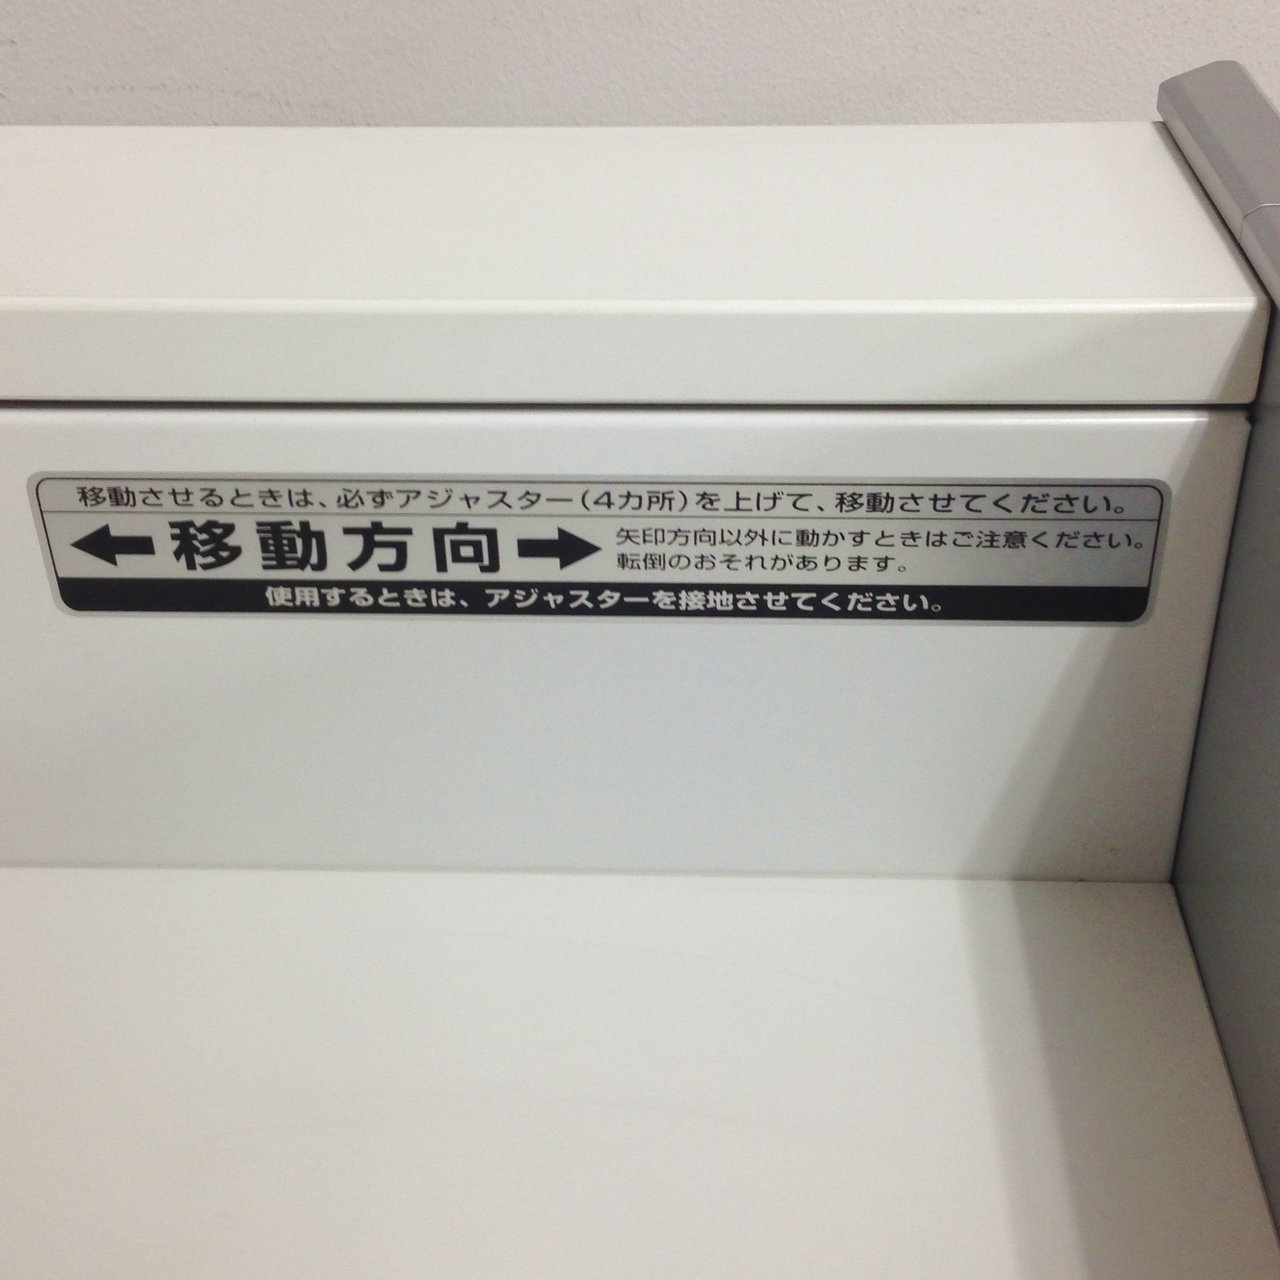 移動させるときは、必ずアジャスター(4カ所)を上げて、移動させてください。
←移動方向→
矢印方向以外に動かすときはご注意ください。
転倒のおそれがあります。
使用するときは、アジャスターを接地させてください。